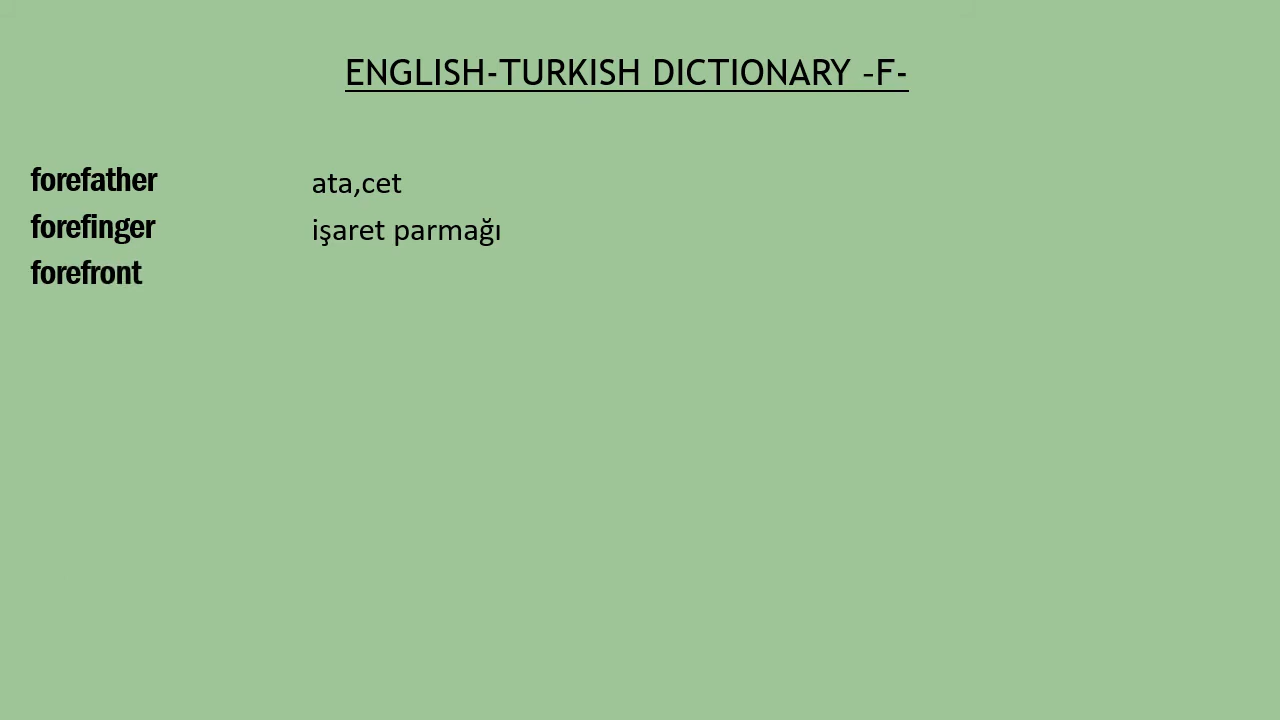 ENGLISH-TURKISH DICTIONARY –F-
forefather ata,cet
forefinger işaret parmağı
forefront